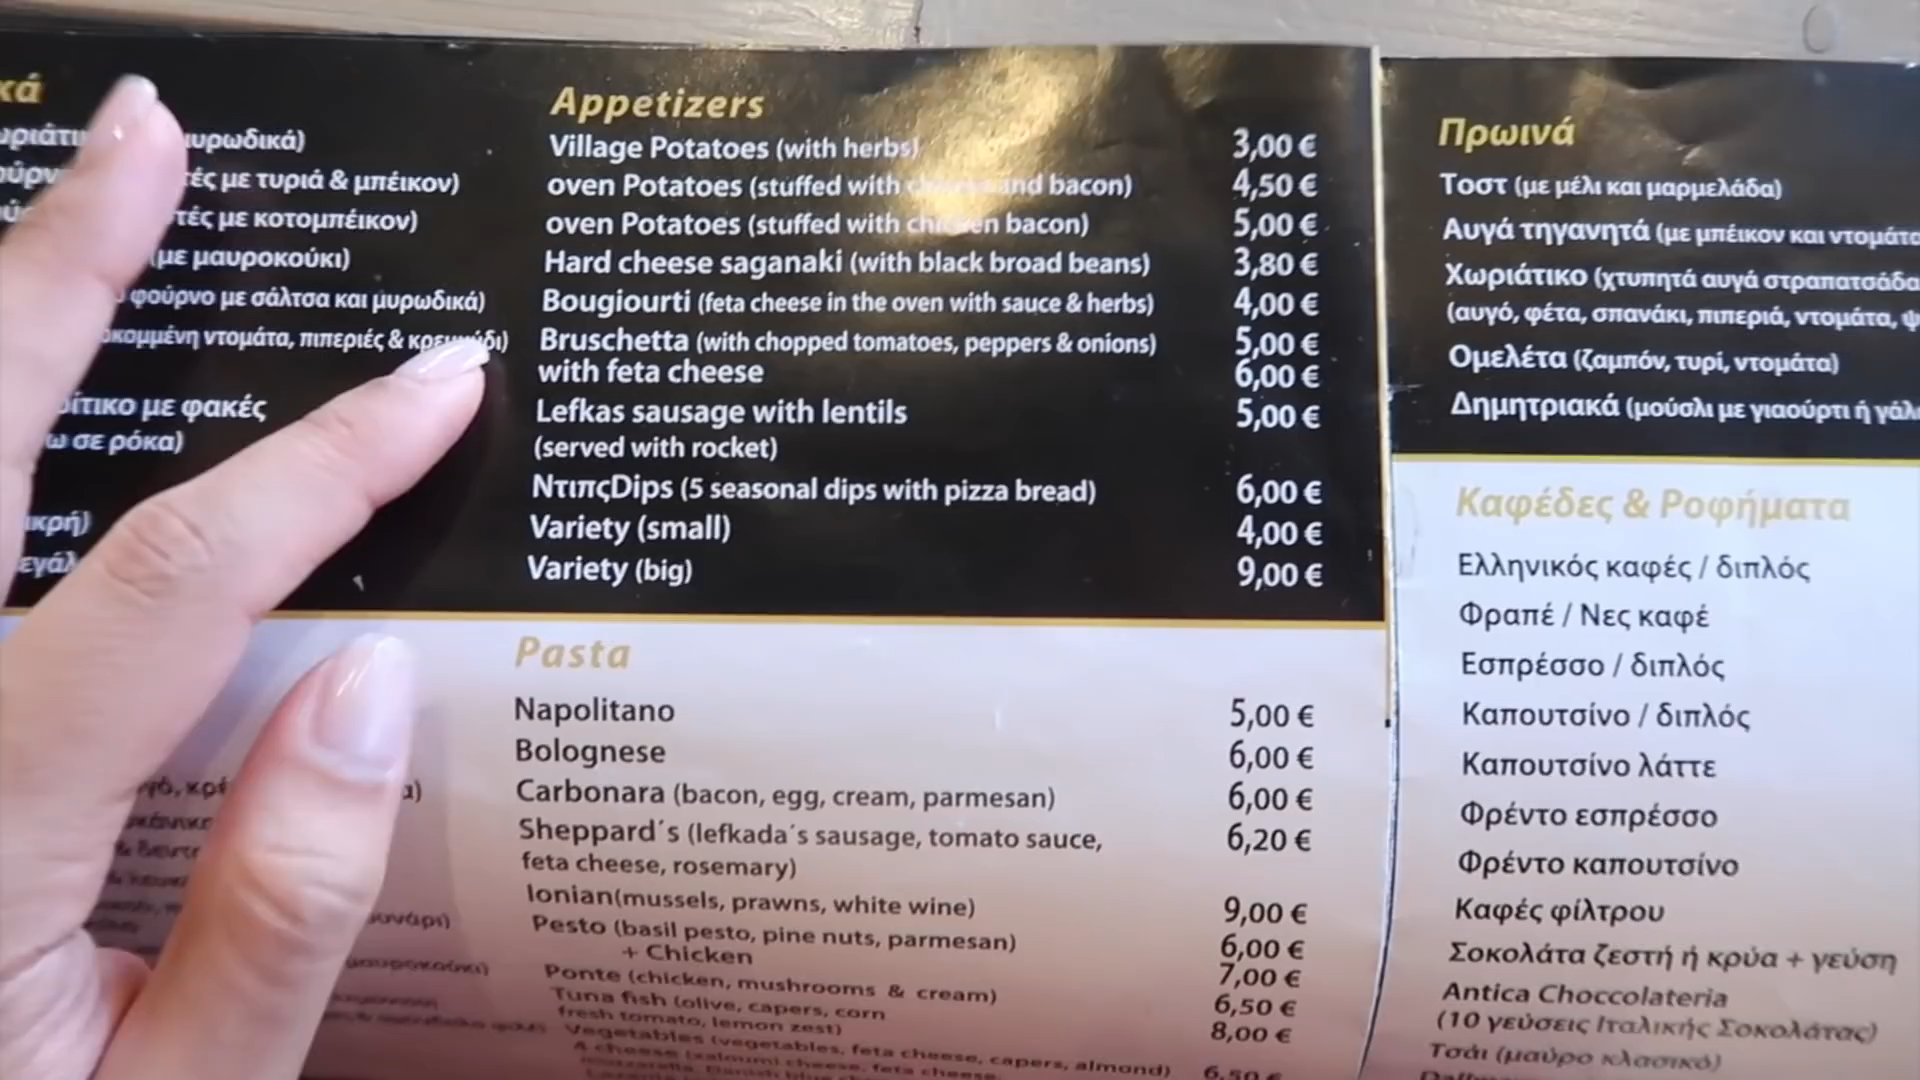 μυρωδικά)
με τυριά & μπέικον)
με κοτομπέικον)
(με μαυροκούκι)
φούρνο με σάλτσα και μυρωδικά)
ντομάτα, πιπεριές &
με φακές
σε ρόκα)
Appetizers
Village Potatoes (with herbs) 3,00 €
oven Potatoes (stuffed with and bacon) 4,50 €
oven Potatoes (stuffed with chicken bacon) 5,00 €
Hard cheese saganaki (with black broad beans) 3,80 €
Bougiourti (feta cheese in the oven with sauce & herbs) 4,00 €
Bruschetta (with chopped tomatoes, peppers & onions) 5,00 €
with feta cheese 6,00 €
Lefkas sausage with lentils 5,00 €
(served with rocket)
ΝτιπςDips (5 seasonal dips with pizza bread) 6,00 €
Variety (small) 4,00 €
Variety (big) 9,00 €
Pasta
Napolitano 5,00 €
Bolognese 6,00 €
Carbonara (bacon, egg, cream, parmesan) 6,00 €
Sheppard´s (lefkada´s sausage, tomato sauce, 6,20 €
feta cheese, rosemary)
Ionian(mussels, prawns, white wine) 9,00 €
Pesto (basil pesto, pine nuts, parmesan) 6,00 €
+ Chicken 7,00 €
Ponte (chicken, mushrooms & cream) 6,50 €
Tuna fish (olive, capers, corn 8,00 €
fresh tomato, lemon zest)
Vegetables (vegetables, feta cheese, capers, almond) 6,50 €
4 cheese cheese, feta cheese,
Πρωινά
Τοστ (με μέλι και μαρμελάδα)
Αυγά τηγανητά (με μπέικον και ντομάτα
Χωριάτικο (χτυπητά αυγά στραπατσάδα
(αυγό, φέτα, σπανάκι, πιπεριά, ντομάτα,
Ομελέτα (ζαμπόν, τυρί, ντομάτα)
Δημητριακά (μούσλι με γιαούρτι ή
Καφέδες & Ροφήματα
Ελληνικός καφές / διπλός
Φραπέ / Νες καφέ
Εσπρέσσο / διπλός
Καπουτσίνο / διπλός
Καπουτσίνο λάττε
Φρέντο εσπρέσσο
Φρέντο καπουτσίνο
Καφές φίλτρου
Σοκολάτα ζεστή ή κρύα + γεύση
Antica Choccolateria
(10 γεύσεις Ιταλικής Σοκολάτας)
Τσάι (μαύρο κλασικό)